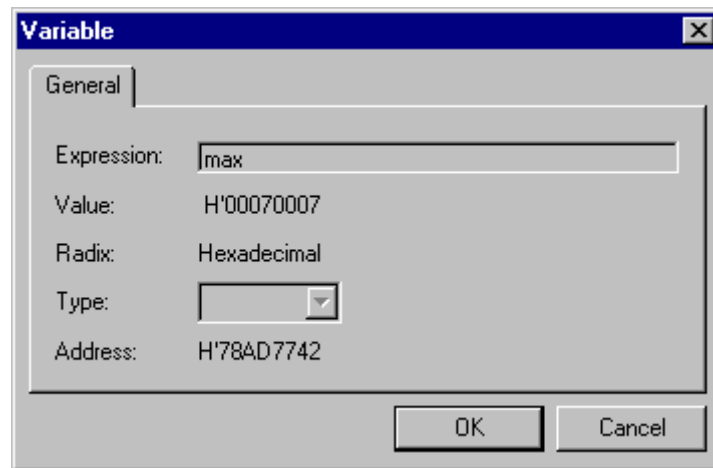 Variable
General
Expression: max
Value: H'00070007
Radix: Hexadecimal
Type:
Address: H'78AD7742
OK Cancel